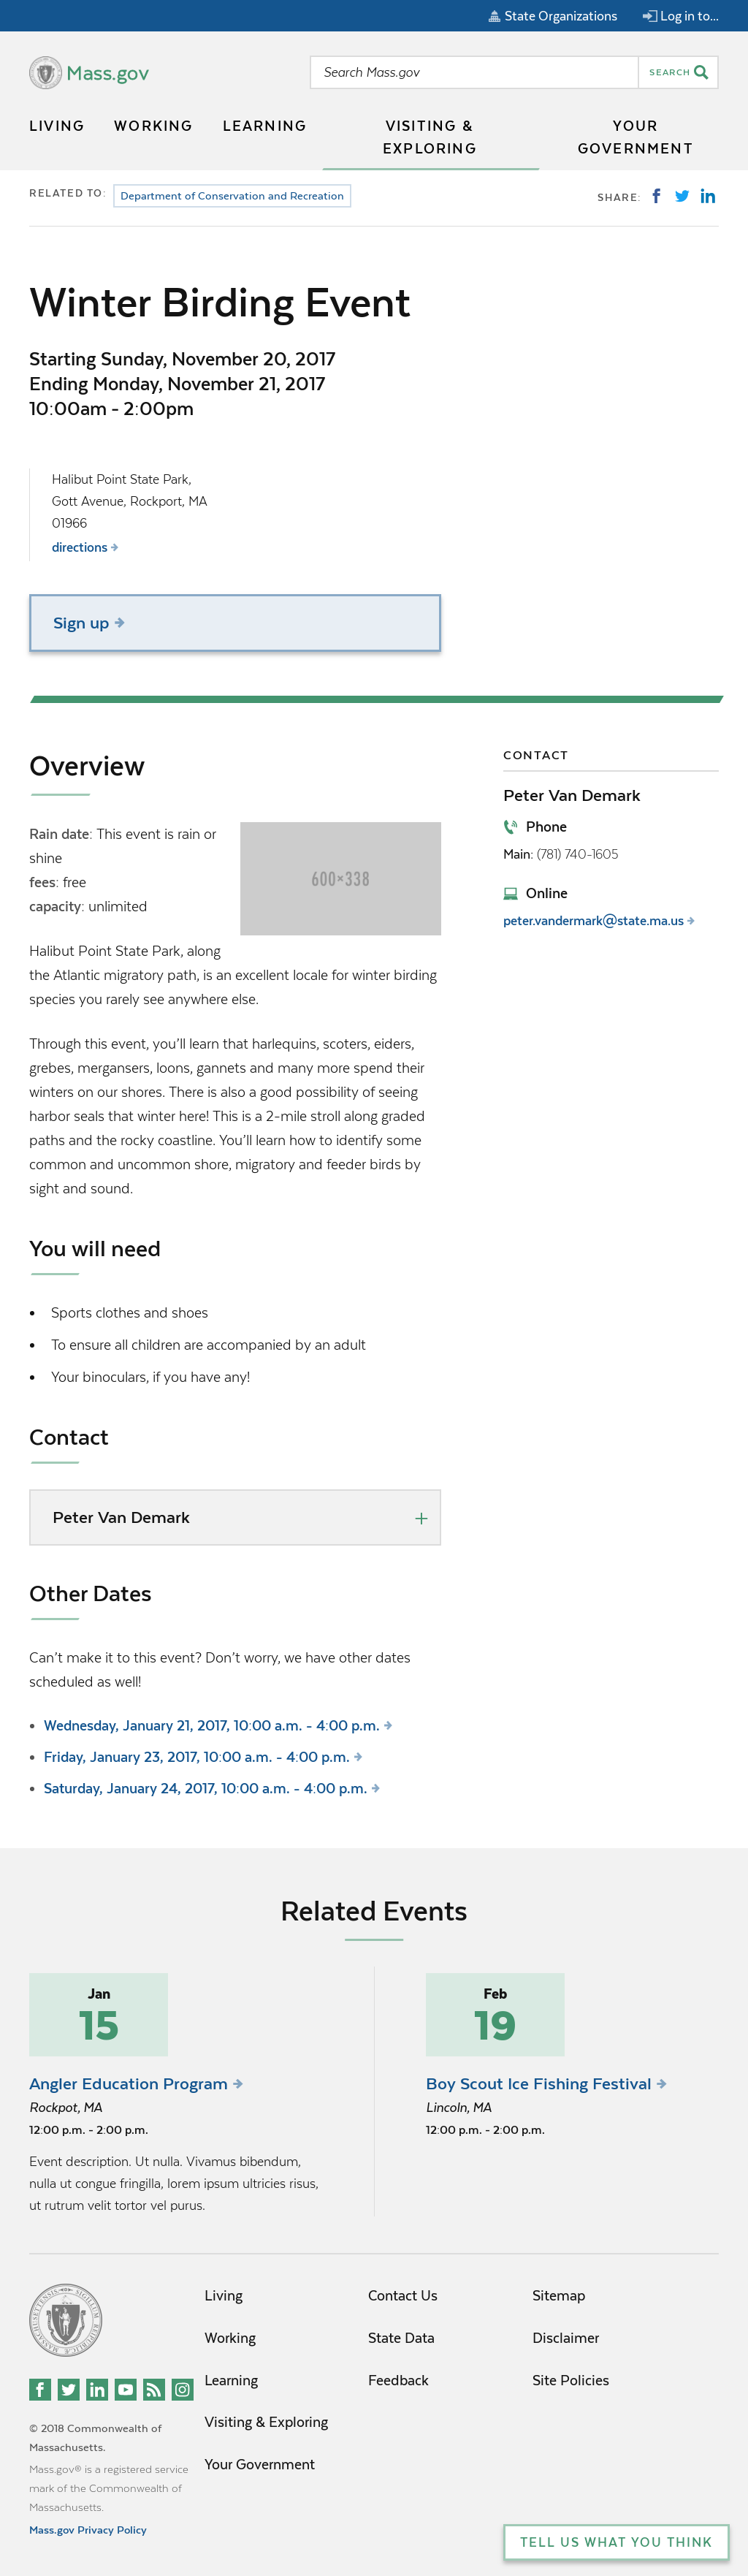 State Organizations
Log in to...
Mass.gov
Search Mass.gov
SEARCH
LIVING
WORKING
LEARNING
VISITING &
EXPLORING
YOUR
GOVERNMENT
RELATED TO:
Department of Conservation and Recreation
SHARE:
Winter Birding Event
Starting Sunday, November 20, 2017
Ending Monday, November 21, 2017
10:00am - 2:00pm
Halibut Point State Park,
Gott Avenue, Rockport, MA
01966
directions
Sign up
Overview
Rain date: This event is rain or
shine
fees: free
capacity: unlimited
600×338
Halibut Point State Park, along
the Atlantic migratory path, is an excellent locale for winter birding
species you rarely see anywhere else.
Through this event, you'll learn that harlequins, scoters, eiders,
grebes, mergansers, loons, gannets and many more spend their
winters on our shores. There is also a good possibility of seeing
harbor seals that winter here! This is a 2-mile stroll along graded
paths and the rocky coastline. You'll learn how to identify some
common and uncommon shore, migratory and feeder birds by
sight and sound.
You will need
• Sports clothes and shoes
• To ensure all children are accompanied by an adult
• Your binoculars, if you have any!
Contact
Peter Van Demark
Other Dates
Can't make it to this event? Don't worry, we have other dates
scheduled as well!
• Wednesday, January 21, 2017, 10:00 a.m. - 4:00 p.m.
• Friday, January 23, 2017, 10:00 a.m. - 4:00 p.m.
• Saturday, January 24, 2017, 10:00 a.m. - 4:00 p.m.
CONTACT
Peter Van Demark
Phone
Main: (781) 740-1605
Online
peter.vandermark@state.ma.us
Related Events
Jan
15
Angler Education Program
Rockpot, MA
12:00 p.m. - 2:00 p.m.
Event description. Ut nulla. Vivamus bibendum,
nulla ut congue fringilla, lorem ipsum ultricies risus,
ut rutrum velit tortor vel purus.
Feb
19
Boy Scout Ice Fishing Festival
Lincoln, MA
12:00 p.m. - 2:00 p.m.
Living
Working
Learning
Visiting & Exploring
Your Government
Contact Us
State Data
Feedback
Sitemap
Disclaimer
Site Policies
© 2018 Commonwealth of
Massachusetts.
Mass.gov® is a registered service
mark of the Commonwealth of
Massachusetts.
Mass.gov Privacy Policy
TELL US WHAT YOU THINK